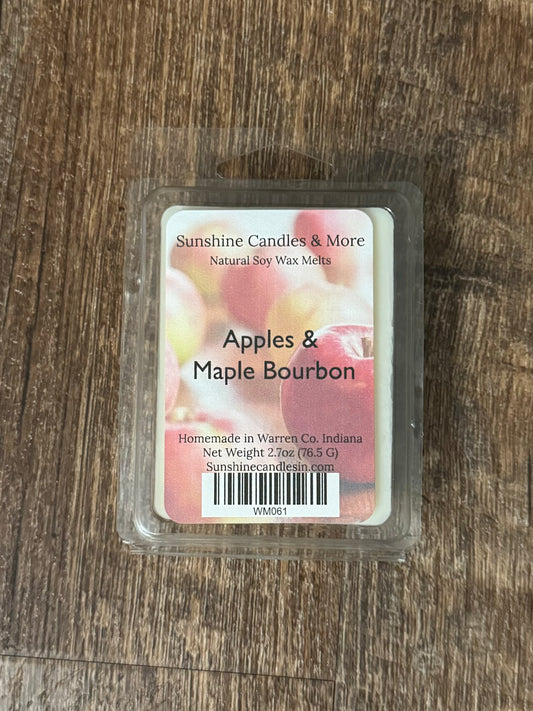 Sunshine Candles & More
Natural Soy Wax Melts
Apples &
Maple Bourbon
Homemade in Warren Co. Indiana
Net Weight 2.7oz (76.5 G)
Sunshinecandlesin.com
WM061